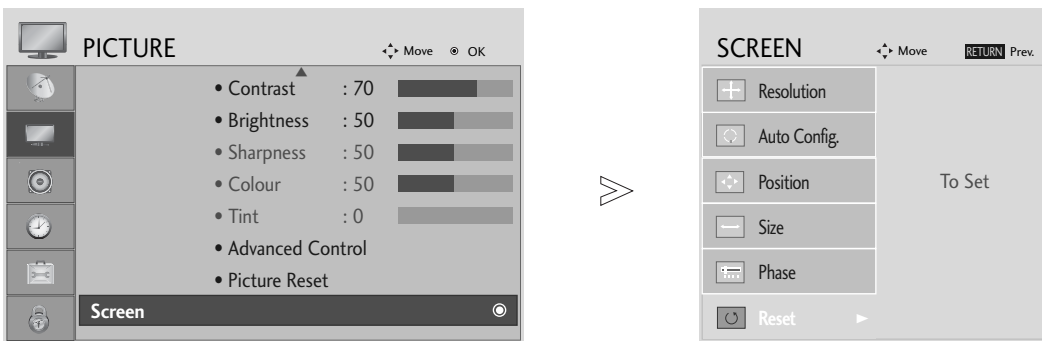 PICTURE
Move OK
• Contrast : 70
• Brightness : 50
• Sharpness : 50
• Colour : 50
• Tint : 0
• Advanced Control
• Picture Reset
Screen
SCREEN
Move RETURN Prev.
Resolution
Auto Config.
Position
Size
Phase
Reset
To Set